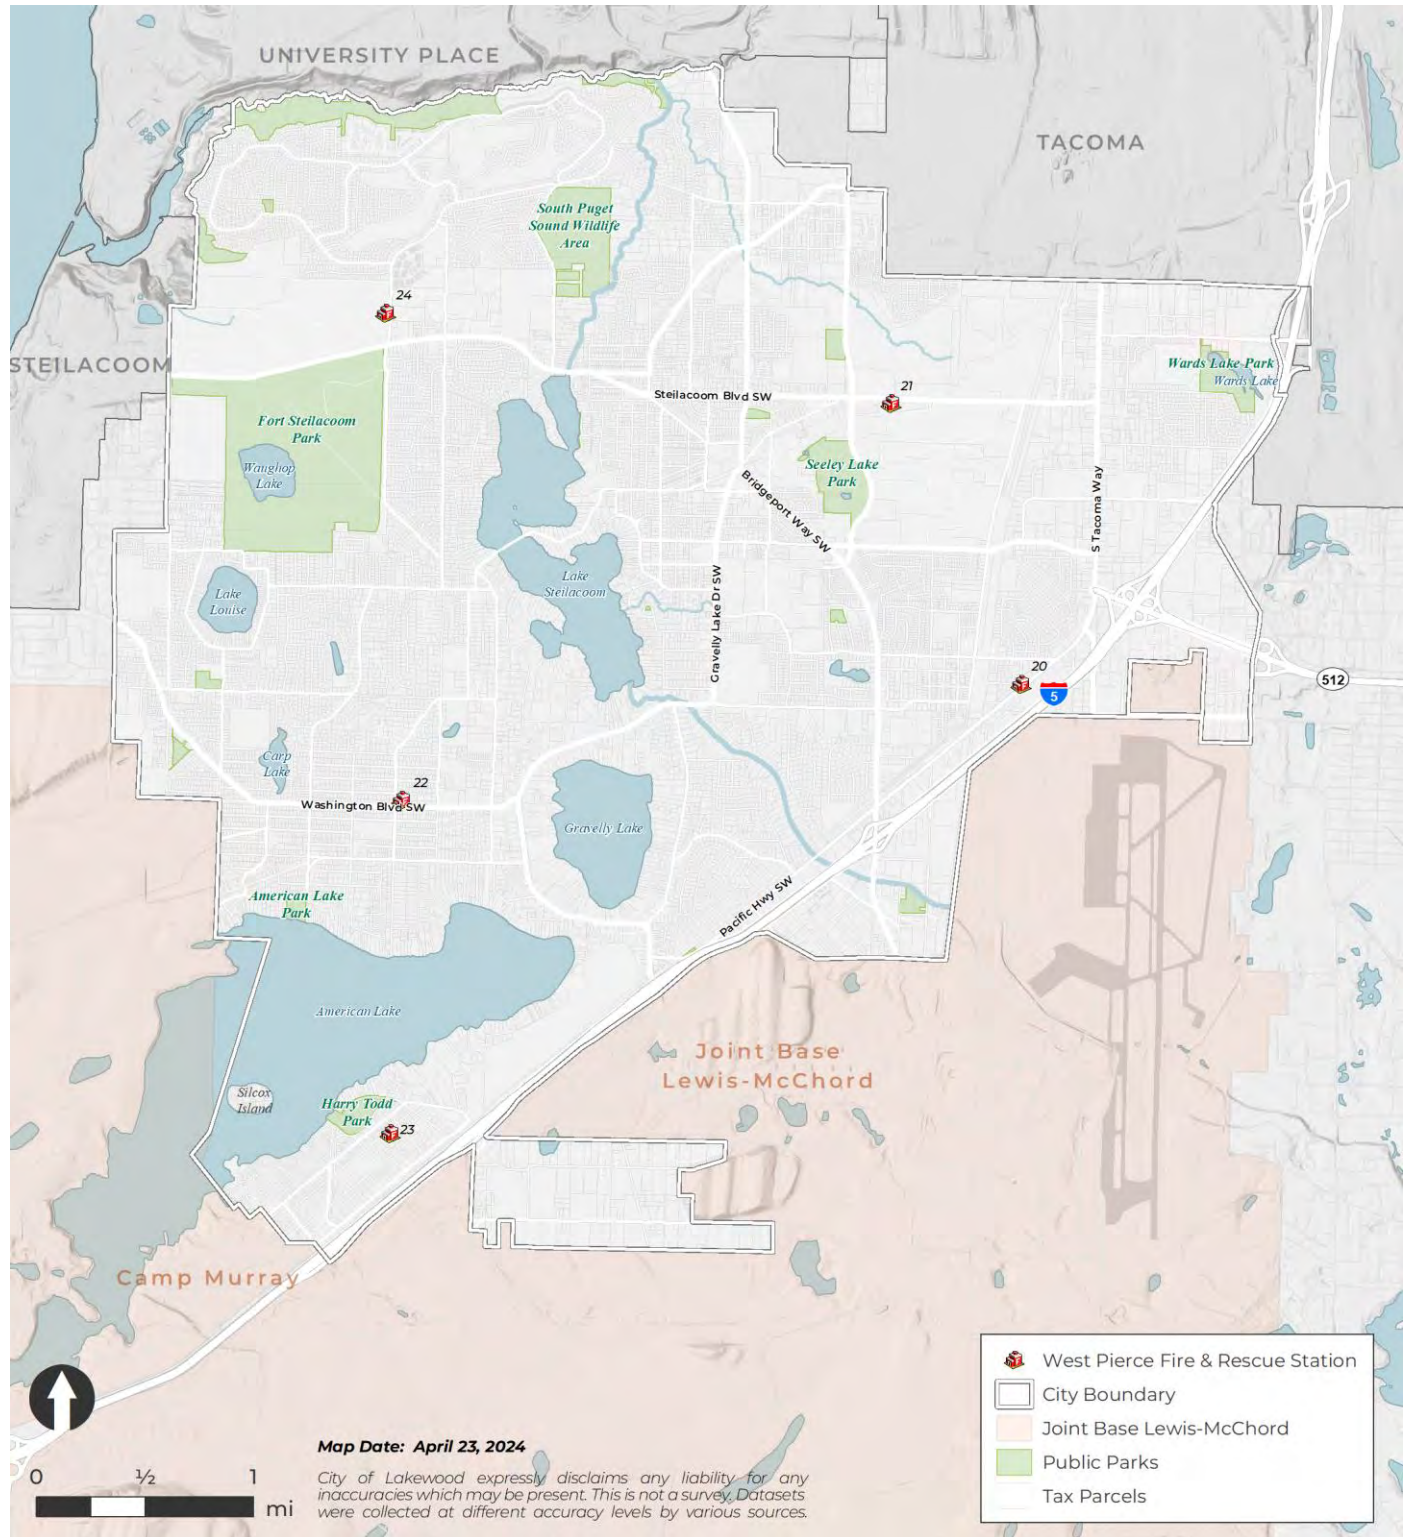 UNIVERSITY PLACE
TACOMA
South Puget
Sound Wildlife
Area
24
STEILACOOM
Wards Lake Park
Wards Lake
21
Steilacoom Blvd SW
Fort Steilacoom
Park
Waughop
Lake
Seeley Lake
Park
Bridgeport Way SW
S Tacoma Way
Lake
Steilacoom
Lake
Louise
Gravelly Lake Dr SW
20
5
512
Carp
Lake
22
Washington Blvd SW
Gravelly Lake
American Lake
Park
Pacific Hwy SW
American Lake
Joint Base
Lewis-McChord
Silcox
Island
Harry Todd
Park
23
Camp Murray
West Pierce Fire & Rescue Station
City Boundary
Joint Base Lewis-McChord
Public Parks
Tax Parcels
Map Date: April 23, 2024
City of Lakewood expressly disclaims any liability for any
inaccuracies which may be present. This is not a survey. Datasets
were collected at different accuracy levels by various sources.
0 ½ 1
mi